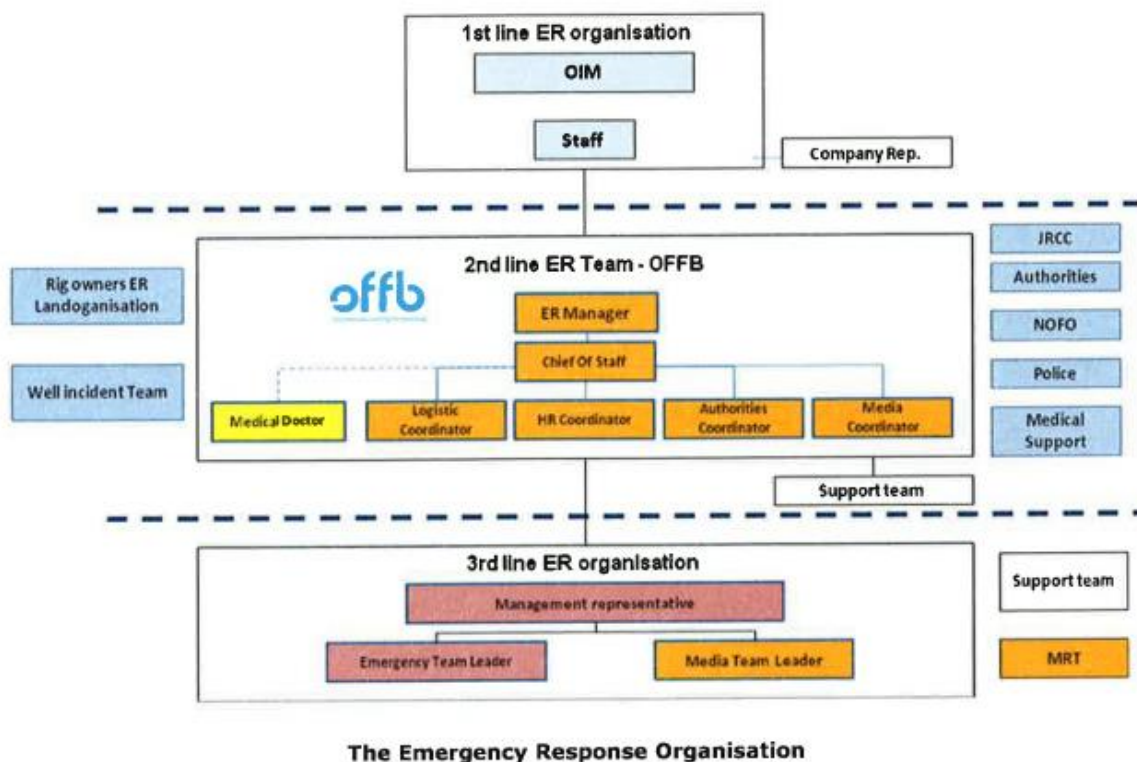 1st line ER organisation
OIM
Staff
Company Rep.
2nd line ER Team - OFFB
offb
ER Manager
Chief Of Staff
Medical Doctor
Logistic
Coordinator
HR Coordinator
Authorities
Coordinator
Media
Coordinator
Support team
Rig owners ER
Landoganisation
Well incident Team
JRCC
Authorities
NOFO
Police
Medical
Support
3rd line ER organisation
Management representative
Emergency Team Leader
Media Team Leader
Support team
MRT
The Emergency Response Organisation